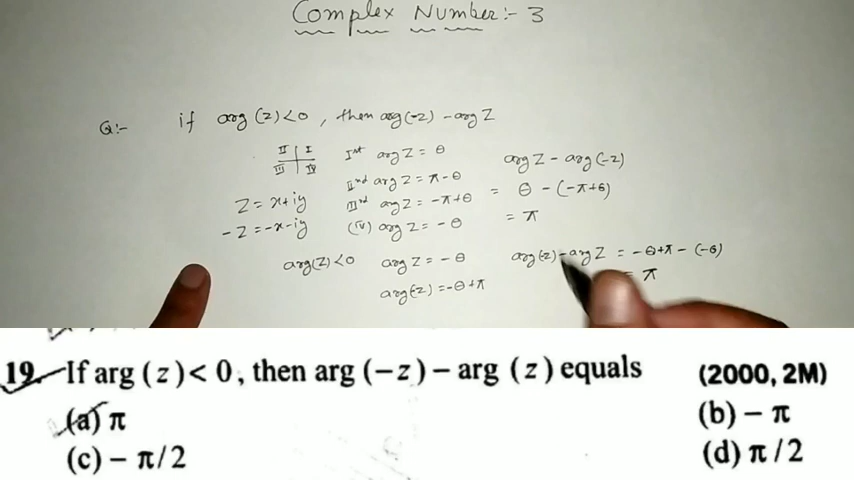 Complex Number:- 3
Q:- if arg (z) < 0 , then arg(-z) - arg Z
II | I
III | IV
Ist arg Z = θ
IInd arg Z = π - θ
IIIrd arg Z = -π+θ
(IV) arg Z = - θ
Z = x+iy
-Z = -x-iy
arg Z - arg (-z)
= θ - (-π+θ)
= π
arg(z) < 0 arg Z = - θ
arg(-z) = -θ+π
arg(-z) - arg Z = -θ+π - (-θ)
= π
19. If arg (z) < 0, then arg (-z) - arg (z) equals (2000, 2M)
(a) π (b) - π
(c) - π/2 (d) π/2